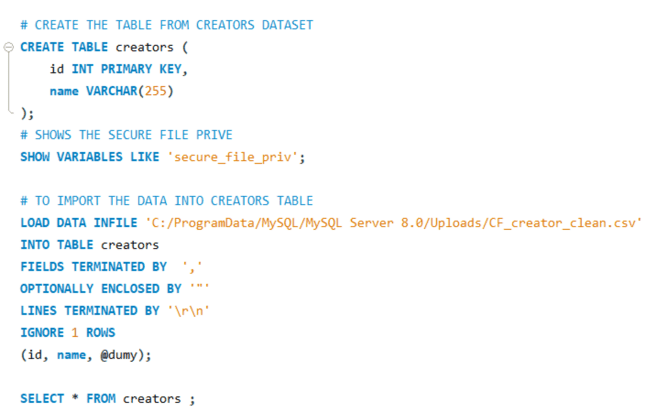 # CREATE THE TABLE FROM CREATORS DATASET
CREATE TABLE creators (
id INT PRIMARY KEY,
name VARCHAR(255)
);
# SHOWS THE SECURE FILE PRIVE
SHOW VARIABLES LIKE 'secure_file_priv';
# TO IMPORT THE DATA INTO CREATORS TABLE
LOAD DATA INFILE 'C:/ProgramData/MySQL/MySQL Server 8.0/Uploads/CF_creator_clean.csv'
INTO TABLE creators
FIELDS TERMINATED BY ','
OPTIONALLY ENCLOSED BY '"'
LINES TERMINATED BY '\r\n'
IGNORE 1 ROWS
(id, name, @dumy);
SELECT * FROM creators ;